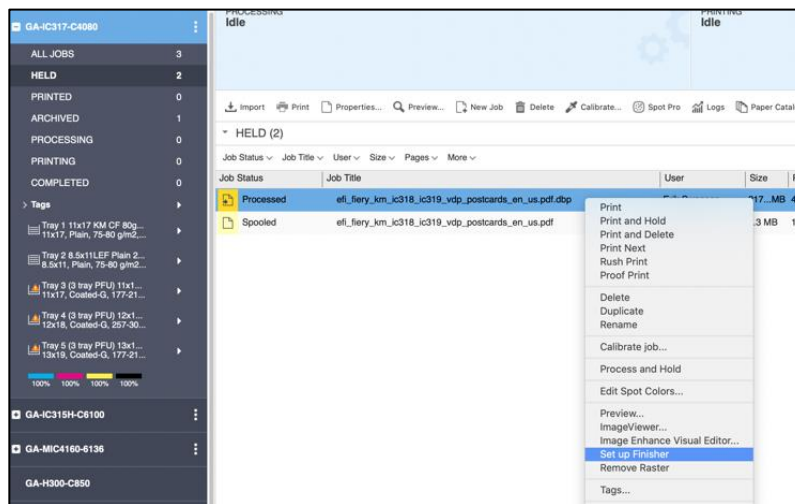 GA-IC317-C4080
ALL JOBS 3
HELD 2
PRINTED 0
ARCHIVED 1
PROCESSING 0
PRINTING 0
COMPLETED 0
Tags
Tray 1 11x17 KM CF 80g...
11x17, Plain, 75-80 g/m2,...
Tray 2 8.5x11LEF Plain 2...
8.5x11, Plain, 75-80 g/m2...
Tray 3 (3 tray PFU) 11x1...
11x17, Coated-G, 177-21...
Tray 4 (3 tray PFU) 12x1...
12x18, Coated-G, 257-30...
Tray 5 (3 tray PFU) 13x1...
13x19, Coated-G, 177-21...
100% 100% 100% 100%
GA-IC315H-C6100
GA-MIC4160-6136
GA-H300-C850
PROCESSING
Idle
PRINTING
Idle
Import Print Properties... Preview... New Job Delete Calibrate... Spot Pro Logs Paper Catal
HELD (2)
Job Status Job Title User Size Pages More
Job Status Job Title User Size
Processed efi_fiery_km_ic318_ic319_vdp_postcards_en_us.pdf.dbp
Spooled efi_fiery_km_ic318_ic319_vdp_postcards_en_us.pdf .3 MB 1
Print
Print and Hold
Print and Delete
Print Next
Rush Print
Proof Print
Delete
Duplicate
Rename
Calibrate job...
Process and Hold
Edit Spot Colors...
Preview...
ImageViewer...
Image Enhance Visual Editor...
Set up Finisher
Remove Raster
Tags...